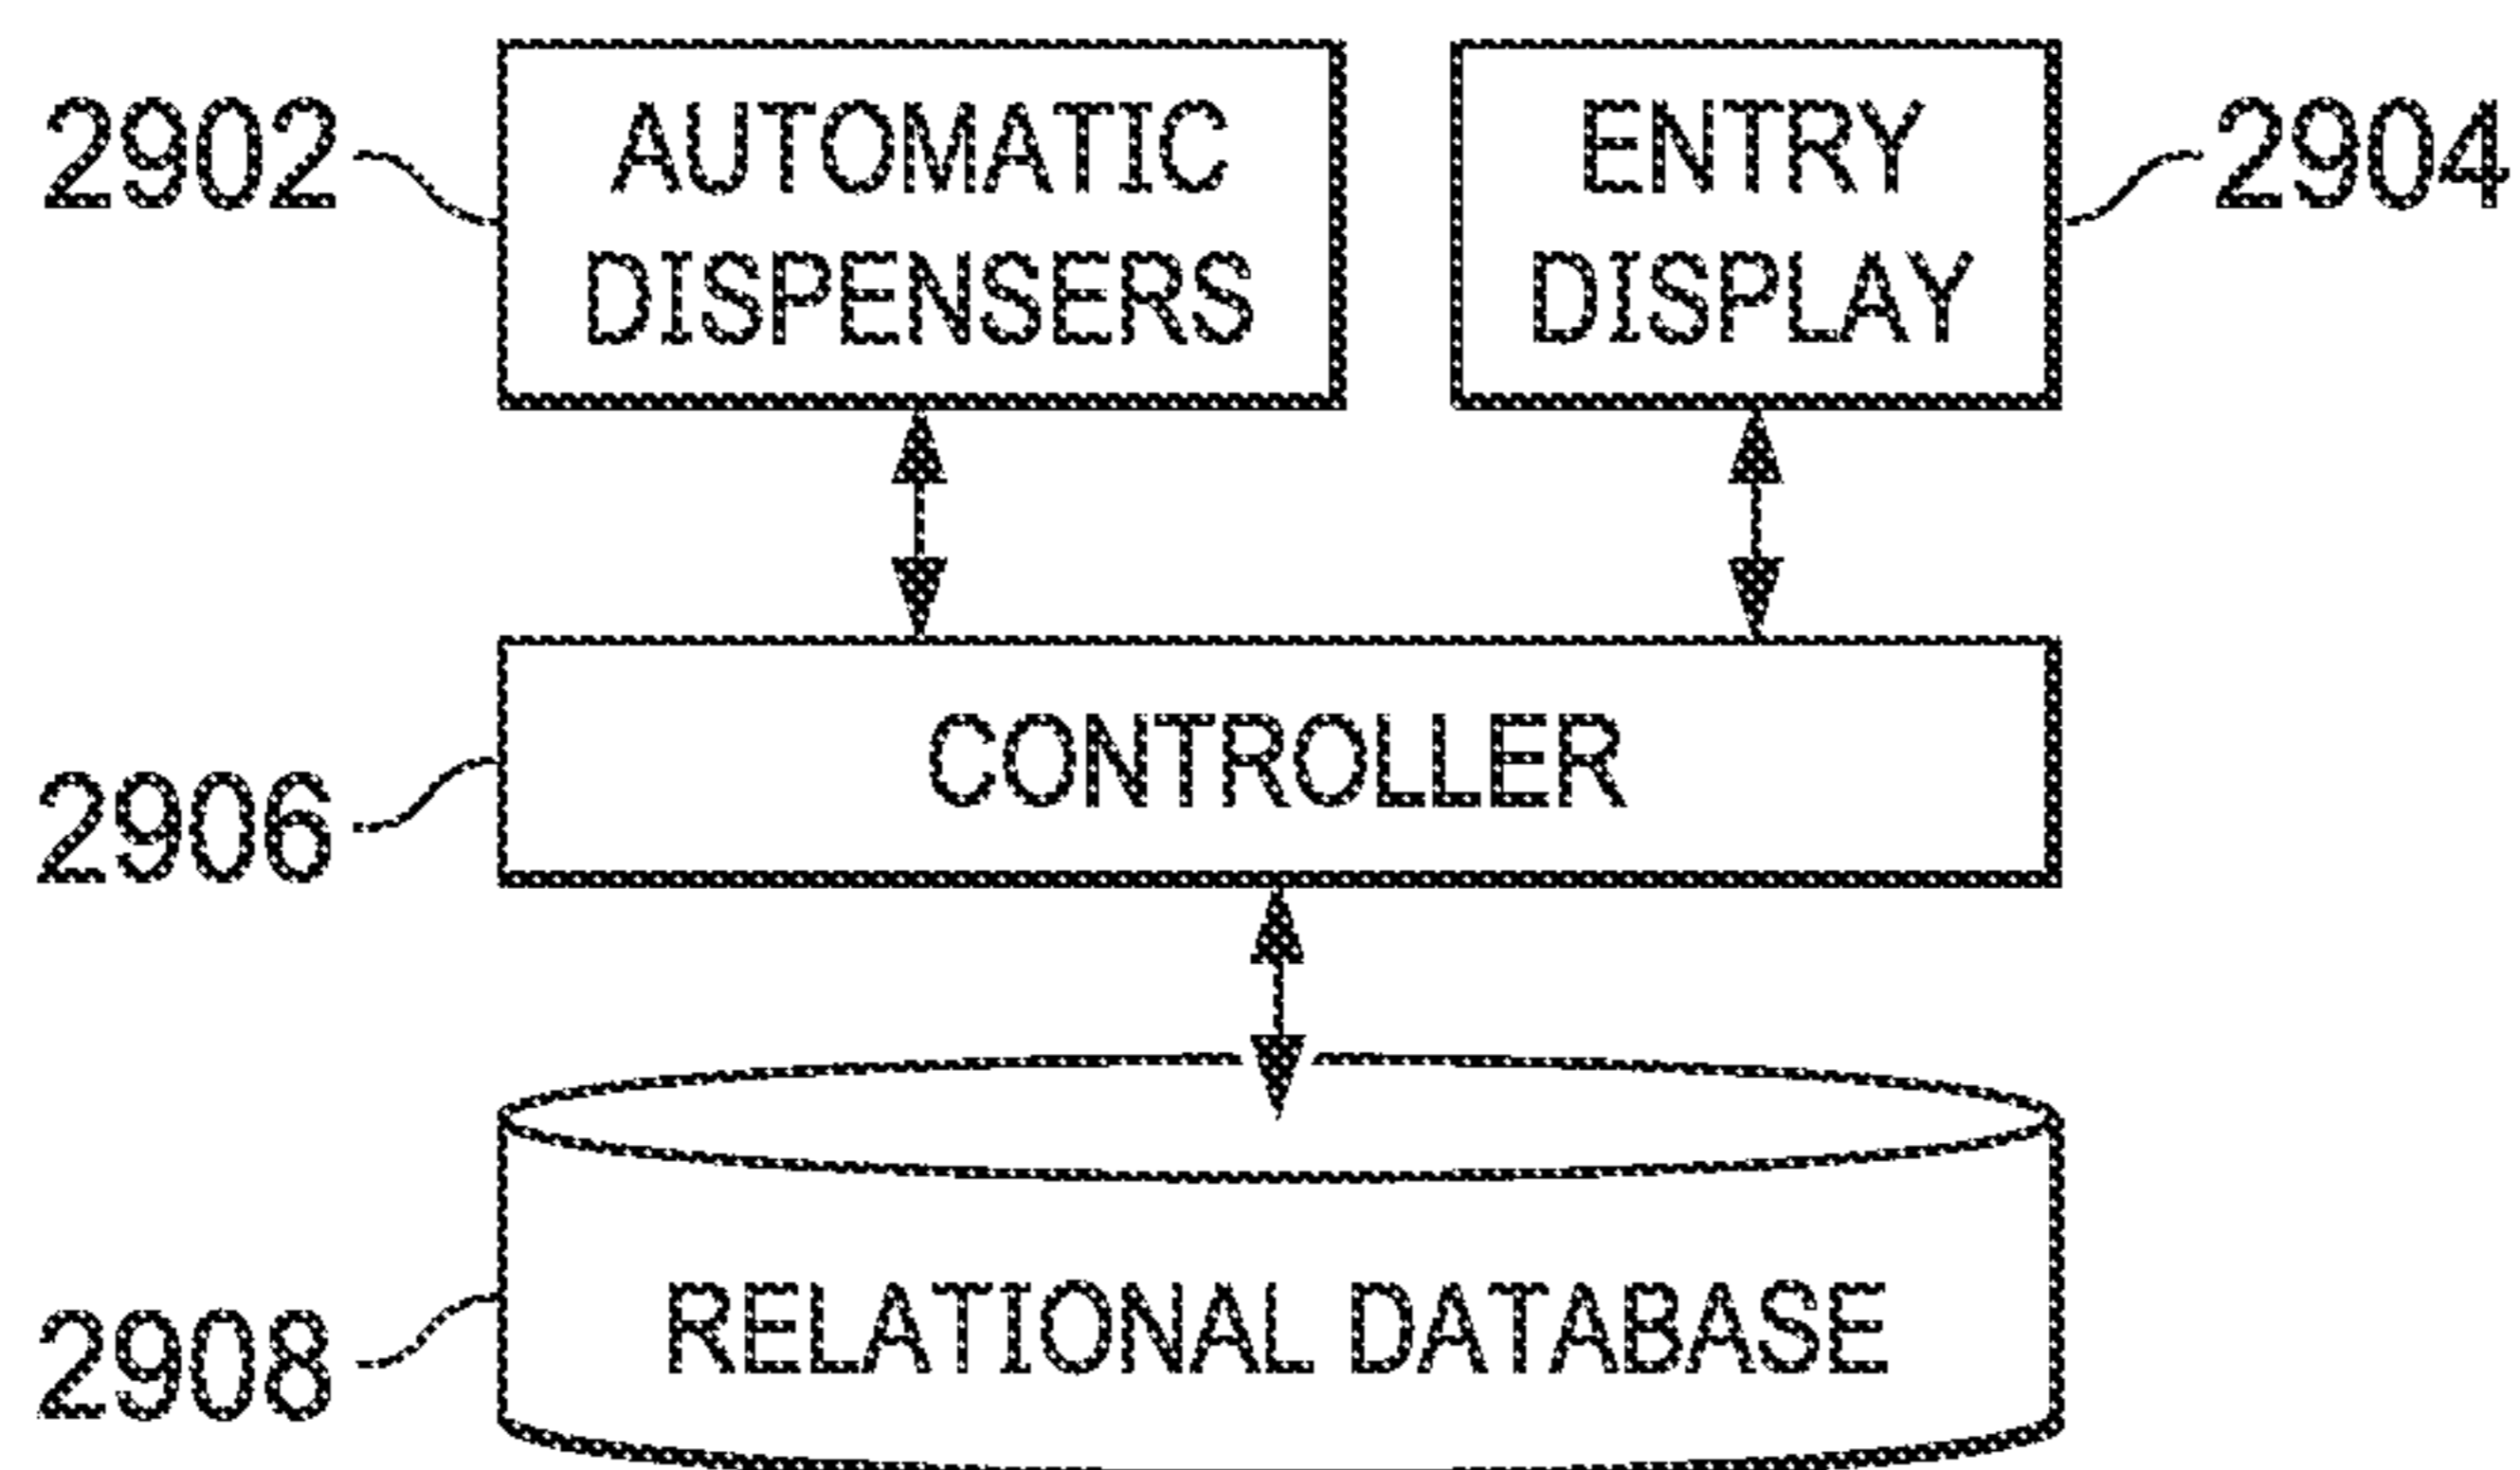 2902
AUTOMATIC
DISPENSERS
ENTRY
DISPLAY
2904
2906
CONTROLLER
2908
RELATIONAL DATABASE